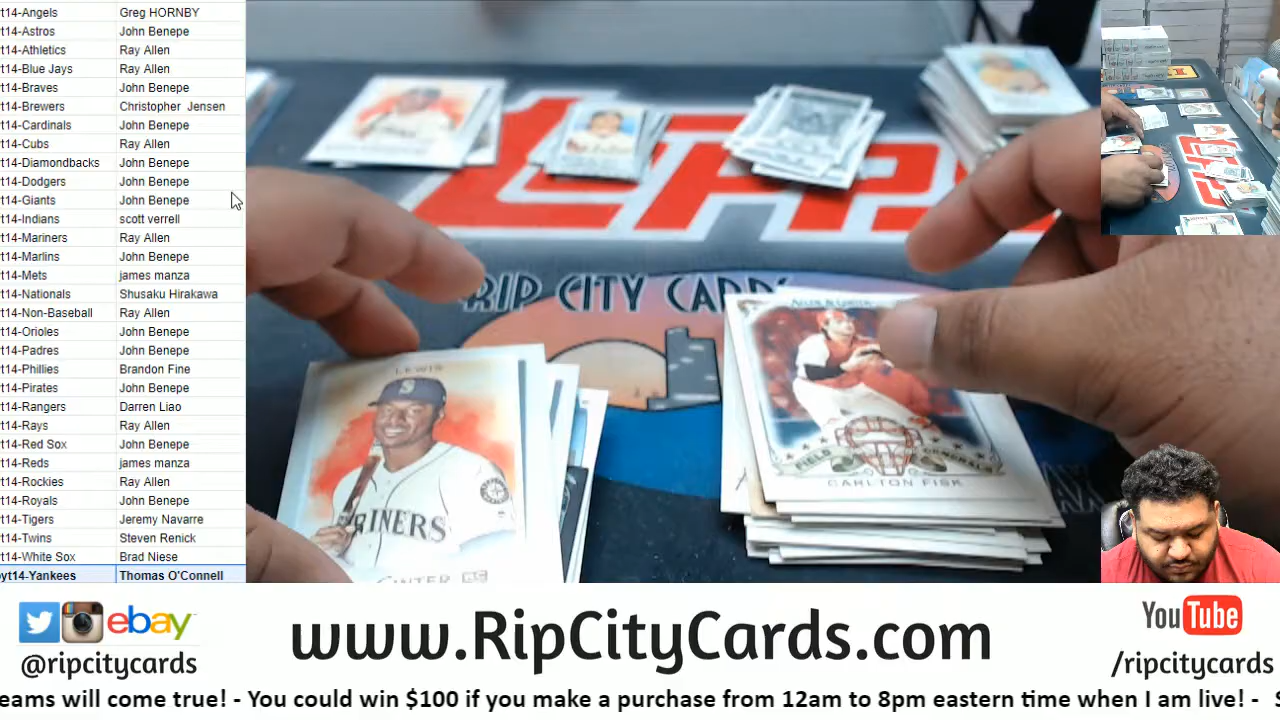 t14-Angels Greg HORNBY
t14-Astros John Benepe
t14-Athletics Ray Allen
t14-Blue Jays Ray Allen
t14-Braves John Benepe
t14-Brewers Christopher Jensen
t14-Cardinals John Benepe
t14-Cubs Ray Allen
t14-Diamondbacks John Benepe
t14-Dodgers John Benepe
t14-Giants John Benepe
t14-Indians scott verrell
t14-Mariners Ray Allen
t14-Marlins John Benepe
t14-Mets james manza
t14-Nationals Shusaku Hirakawa
t14-Non-Baseball Ray Allen
t14-Orioles John Benepe
t14-Padres John Benepe
t14-Phillies Brandon Fine
t14-Pirates John Benepe
t14-Rangers Darren Liao
t14-Rays Ray Allen
t14-Red Sox John Benepe
t14-Reds james manza
t14-Rockies Ray Allen
t14-Royals John Benepe
t14-Tigers Jeremy Navarre
t14-Twins Steven Renick
t14-White Sox Brad Niese
yt14-Yankees Thomas O'Connell
RIP CITY CARDS
LEWIS
RINERS
GINTER
ALLEN & GINTER
FIELD GENERALS
CARLTON FISK
ebay
@ripcitycards
www.RipCityCards.com
YouTube
/ripcitycards
eams will come true! - You could win $100 if you make a purchase from 12am to 8pm eastern time when I am live! - S